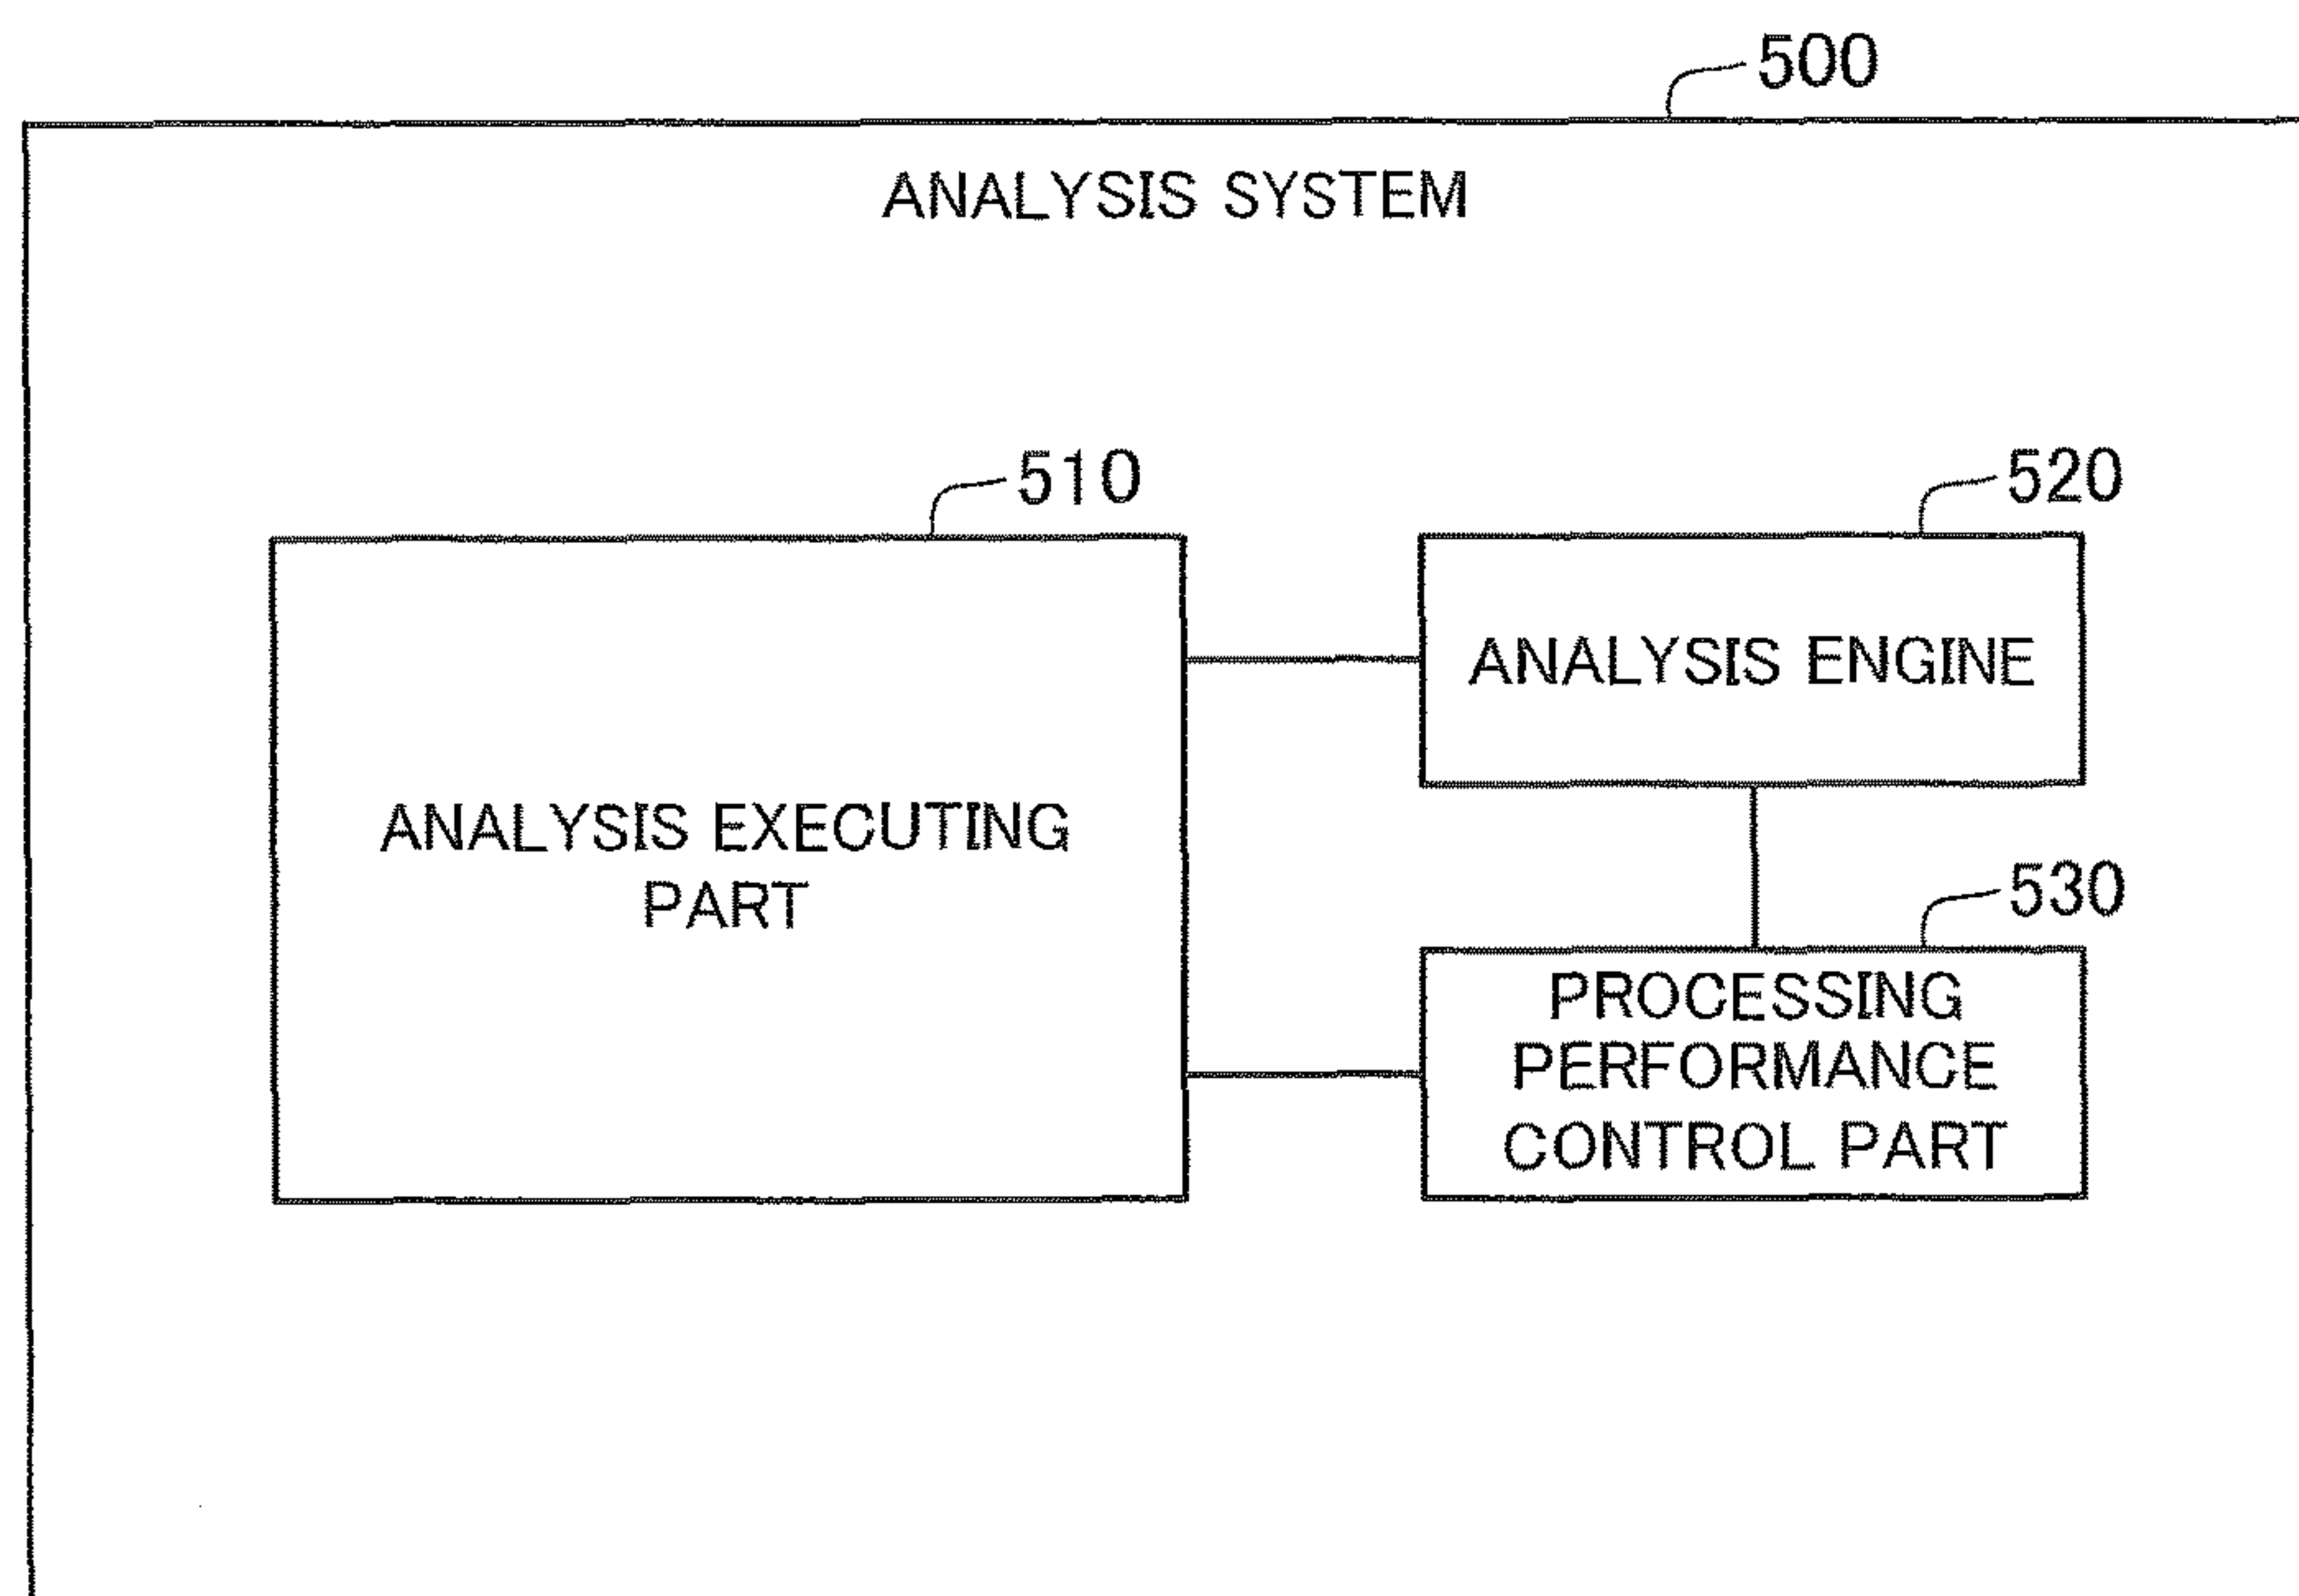 500
ANALYSIS SYSTEM
510
520
ANALYSIS ENGINE
ANALYSIS EXECUTING
PART
530
PROCESSING
PERFORMANCE
CONTROL PART